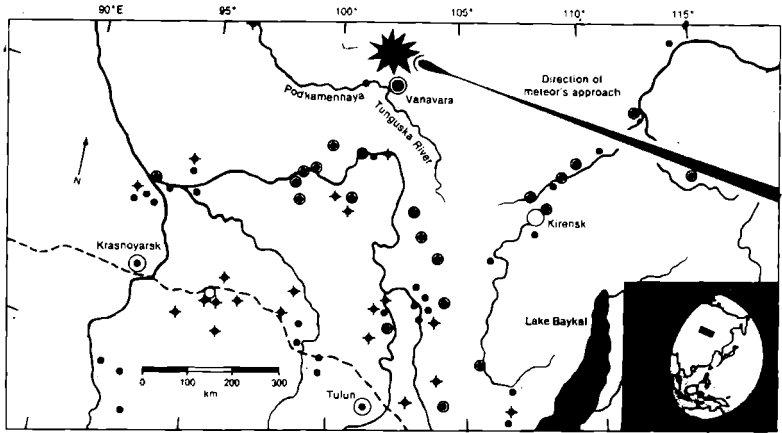 90°E 95° 100° 105° 110° 115°
Direction of
meteor's approach
Podkamennaya
Vanavara
Tunguska River
N
Kirensk
Krasnoyarsk
Lake Baykal
0 100 200 300
km
Tulun